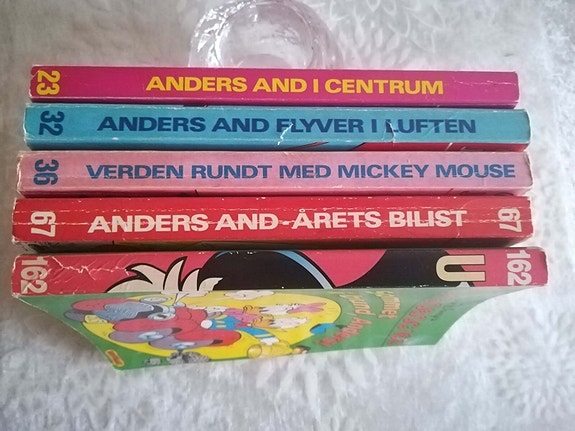 23 ANDERS AND I CENTRUM
32 ANDERS AND FLYVER I LUFTEN
36 VERDEN RUNDT MED MICKEY MOUSE
67 ANDERS AND - ÅRETS BILIST 67
162 U 162